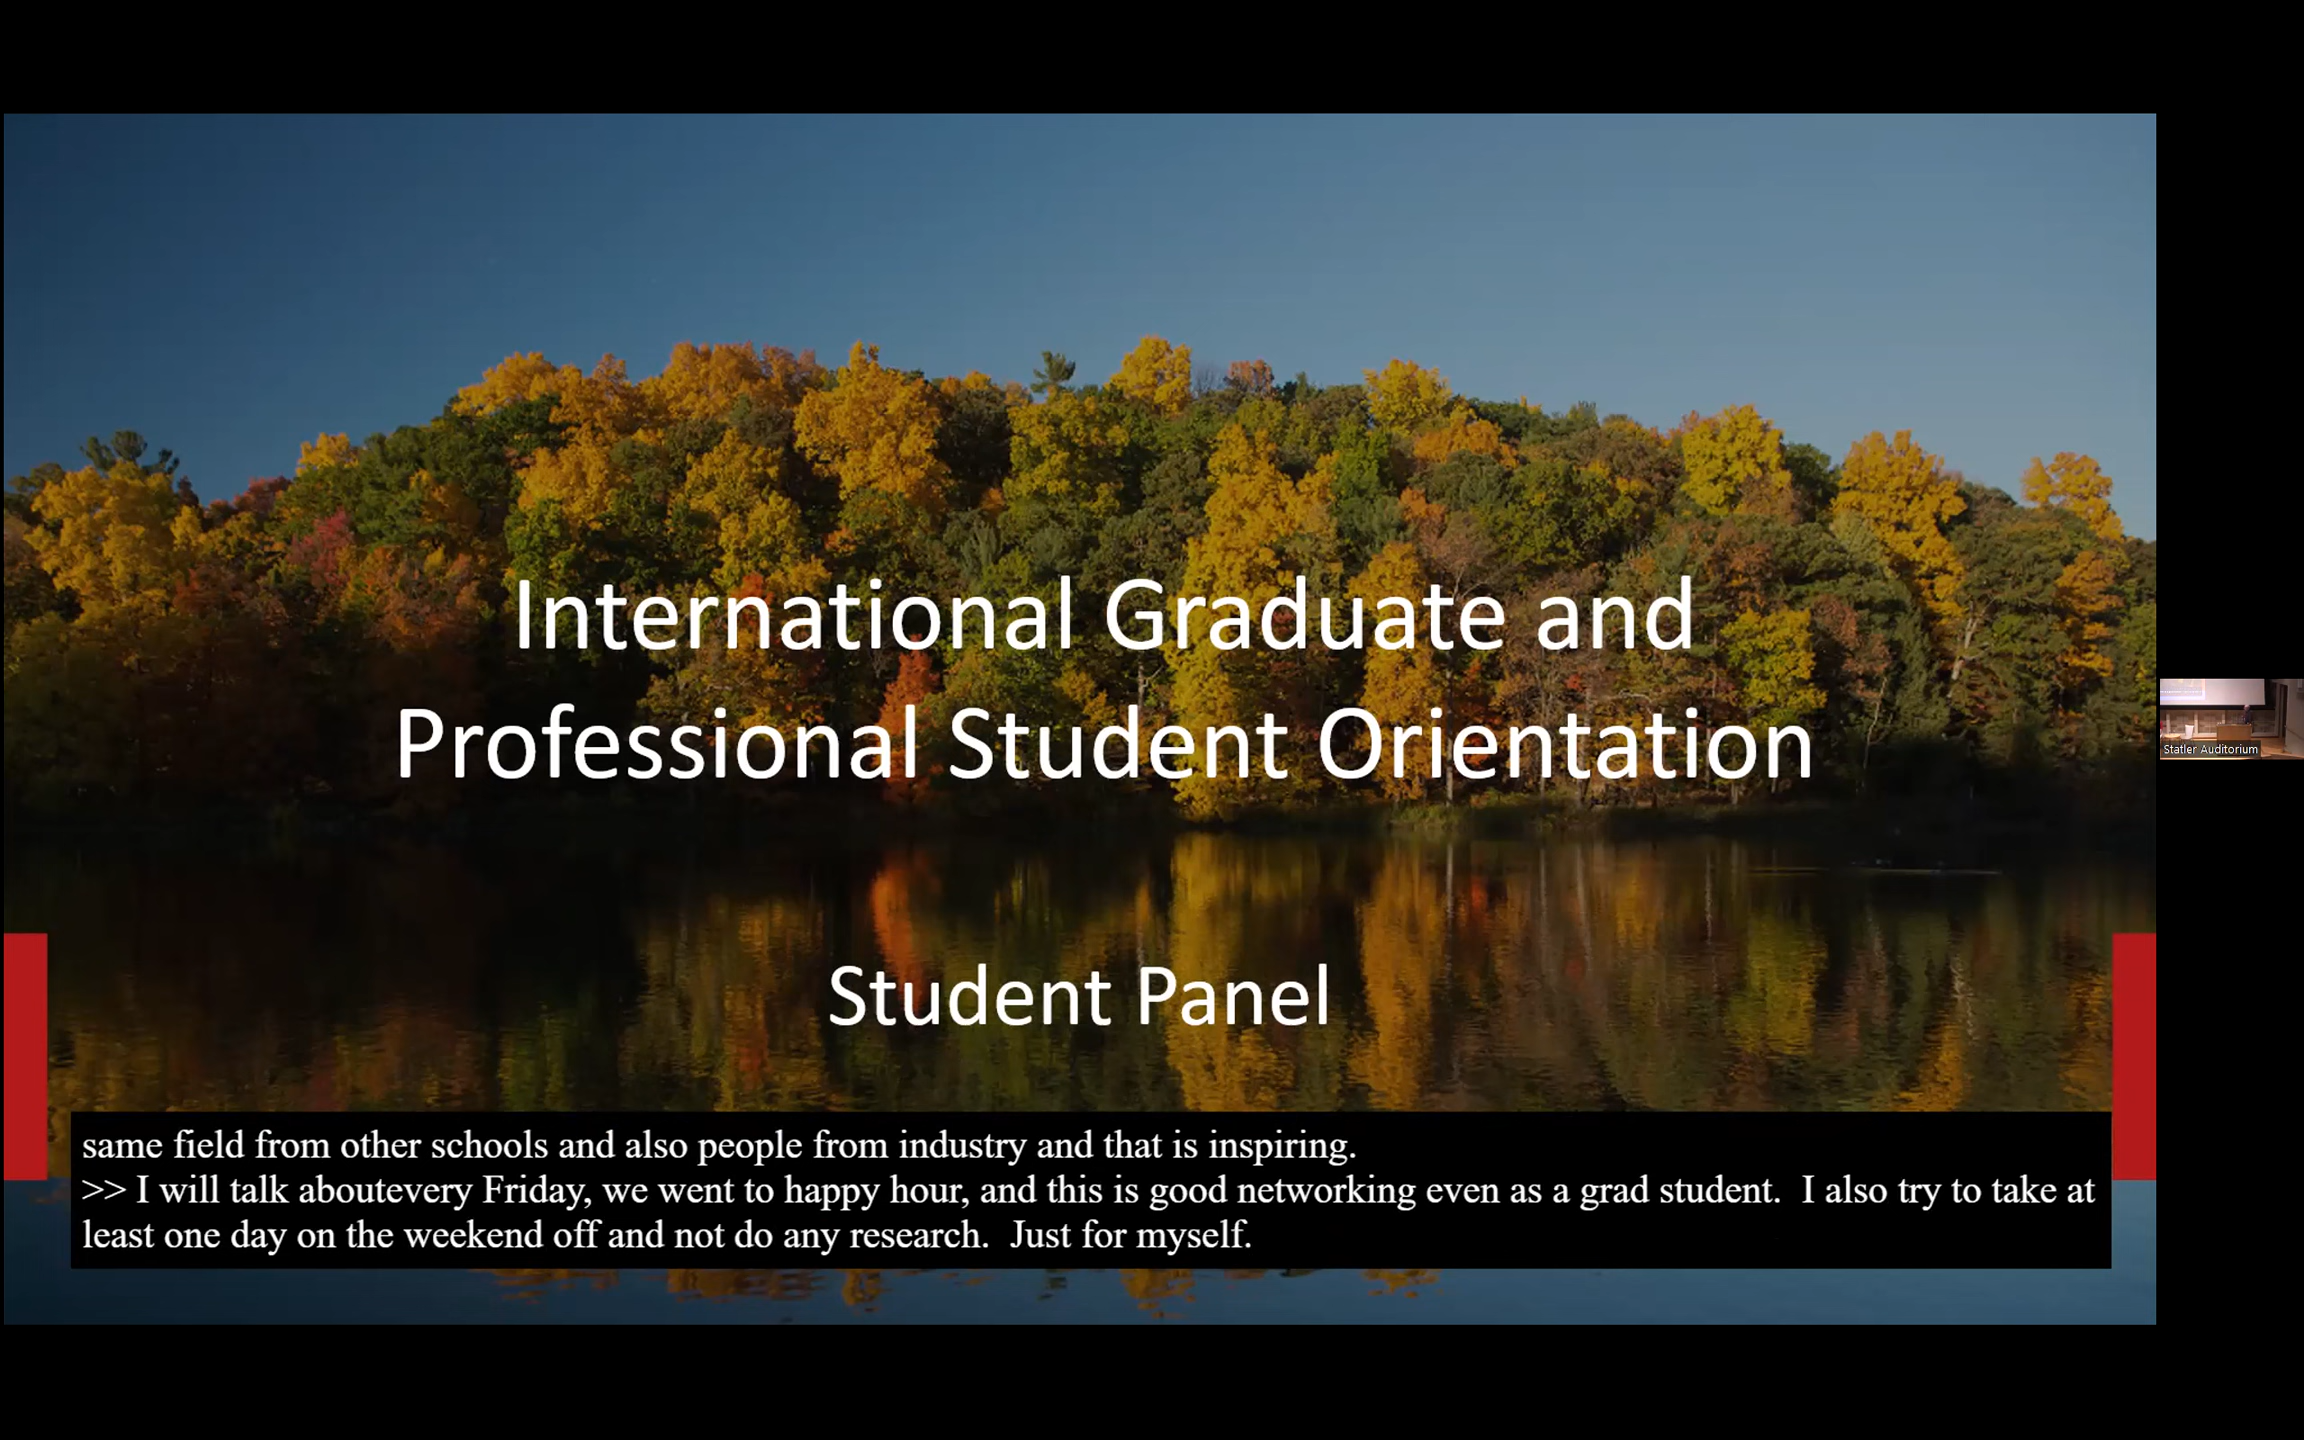 International Graduate and
Professional Student Orientation
Student Panel
Statler Auditorium
same field from other schools and also people from industry and that is inspiring.
>> I will talk aboutevery Friday, we went to happy hour, and this is good networking even as a grad student.  I also try to take at
least one day on the weekend off and not do any research.  Just for myself.